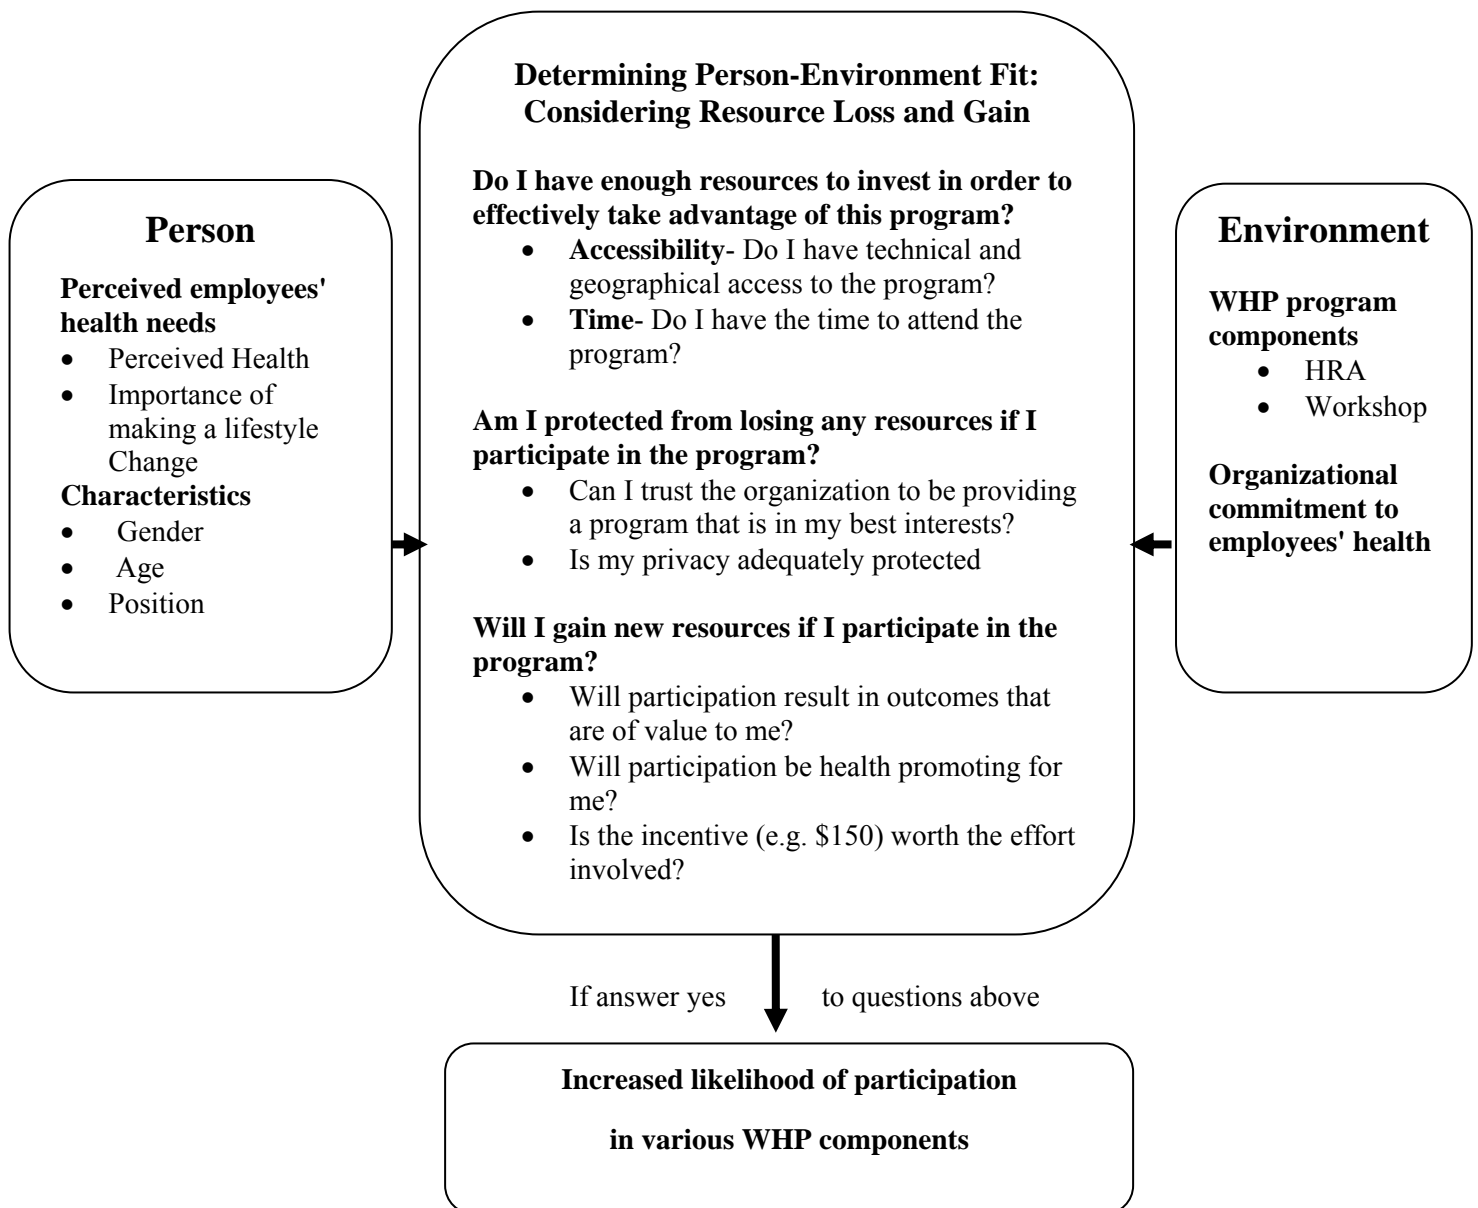 Determining Person-Environment Fit:
Considering Resource Loss and Gain
Do I have enough resources to invest in order to
effectively take advantage of this program?
• Accessibility- Do I have technical and
geographical access to the program?
• Time- Do I have the time to attend the
program?
Am I protected from losing any resources if I
participate in the program?
• Can I trust the organization to be providing
a program that is in my best interests?
• Is my privacy adequately protected
Will I gain new resources if I participate in the
program?
• Will participation result in outcomes that
are of value to me?
• Will participation be health promoting for
me?
• Is the incentive (e.g. $150) worth the effort
involved?
Person
Perceived employees'
health needs
• Perceived Health
• Importance of
making a lifestyle
Change
Characteristics
• Gender
• Age
• Position
Environment
WHP program
components
• HRA
• Workshop
Organizational
commitment to
employees' health
If answer yes to questions above
Increased likelihood of participation
in various WHP components